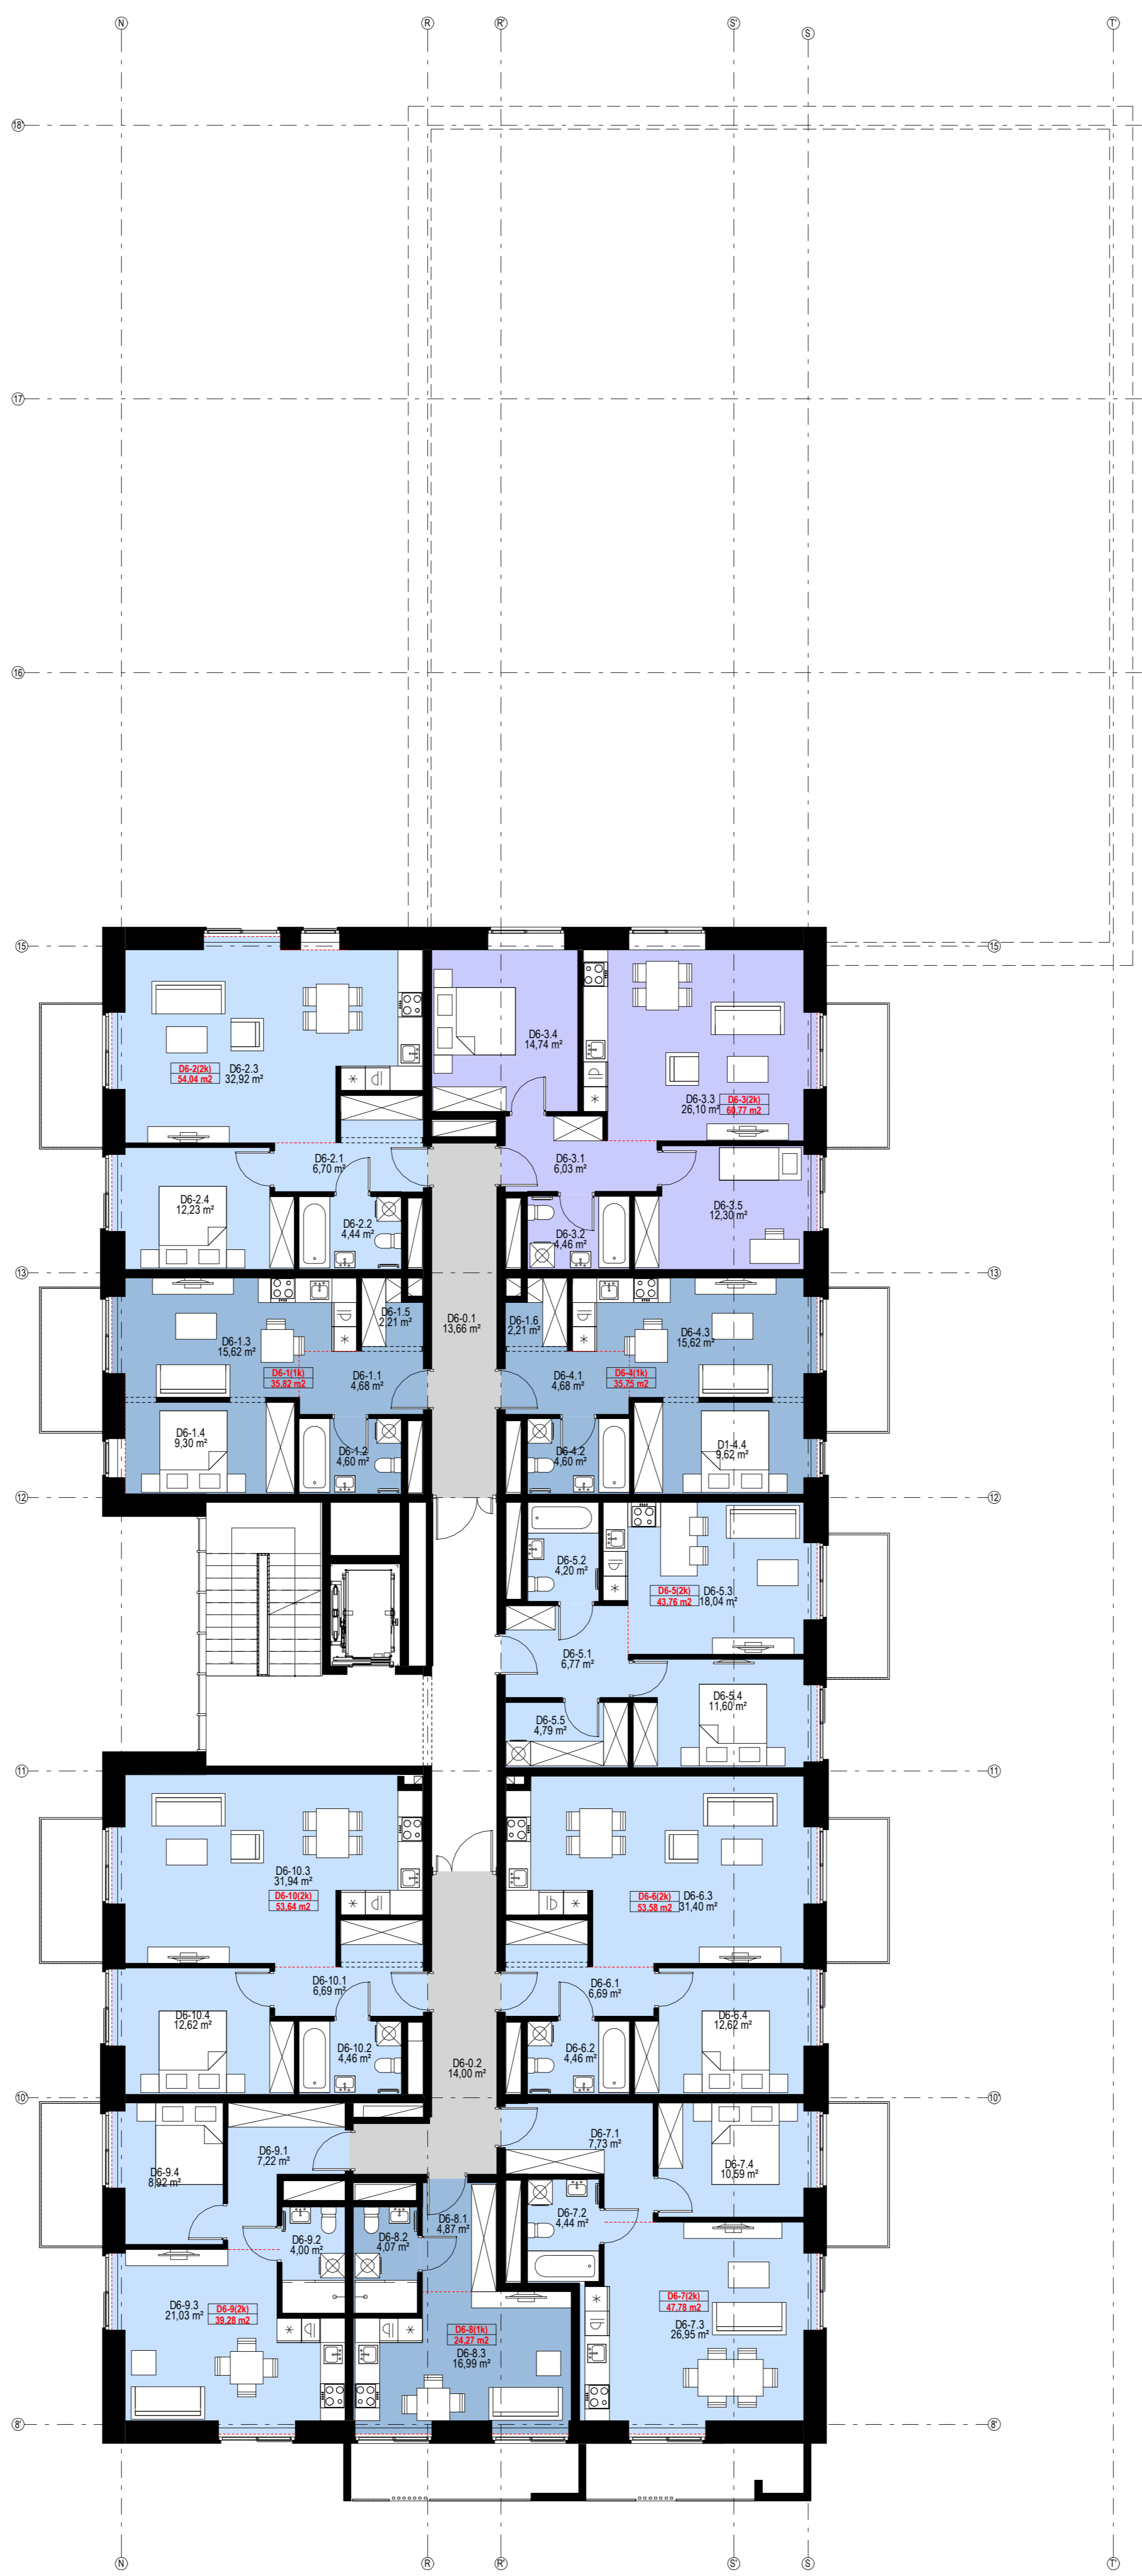 N
R
R'
S'
S
T'
18'
17
16
15
15
D6-3.4
14,74 m²
D6-2(2k)
54,04 m2
D6-2.3
32,92 m²
D6-3.3
26,10 m²
D6-3(2k)
60,77 m2
D6-2.1
6,70 m²
D6-3.1
6,03 m²
D6-2.4
12,23 m²
D6-2.2
4,44 m²
D6-3.2
4,46 m²
D6-3.5
12,30 m²
13
13
D6-1.3
15,62 m²
D6-1.5
2,21 m²
D6-0.1
13,66 m²
D6-1.6
2,21 m²
D6-4.3
15,62 m²
D6-1(1k)
35,82 m2
D6-1.1
4,68 m²
D6-4.1
4,68 m²
D6-4(1k)
35,75 m2
D6-1.4
9,30 m²
D6-1.2
4,60 m²
D6-4.2
4,60 m²
D1-4.4
9,62 m²
12
12
D6-5.2
4,20 m²
D6-5(2k)
43,76 m2
D6-5.3
18,04 m²
D6-5.1
6,77 m²
D6-5.4
11,60 m²
D6-5.5
4,79 m²
11
11
D6-10.3
31,94 m²
D6-10(2k)
53,64 m2
D6-6(2k)
53,58 m2
D6-6.3
31,40 m²
D6-10.1
6,69 m²
D6-6.1
6,69 m²
D6-10.4
12,62 m²
D6-10.2
4,46 m²
D6-0.2
14,00 m²
D6-6.2
4,46 m²
D6-6.4
12,62 m²
10'
10'
D6-9.4
8,92 m²
D6-9.1
7,22 m²
D6-7.1
7,73 m²
D6-7.4
10,59 m²
D6-9.2
4,00 m²
D6-8.2
4,07 m²
D6-8.1
4,87 m²
D6-7.2
4,44 m²
D6-9.3
21,03 m²
D6-9(2k)
39,28 m2
D6-8(1k)
24,27 m2
D6-8.3
16,99 m²
D6-7(2k)
47,78 m2
D6-7.3
26,95 m²
8'
8'
N
R
R'
S'
S
T'